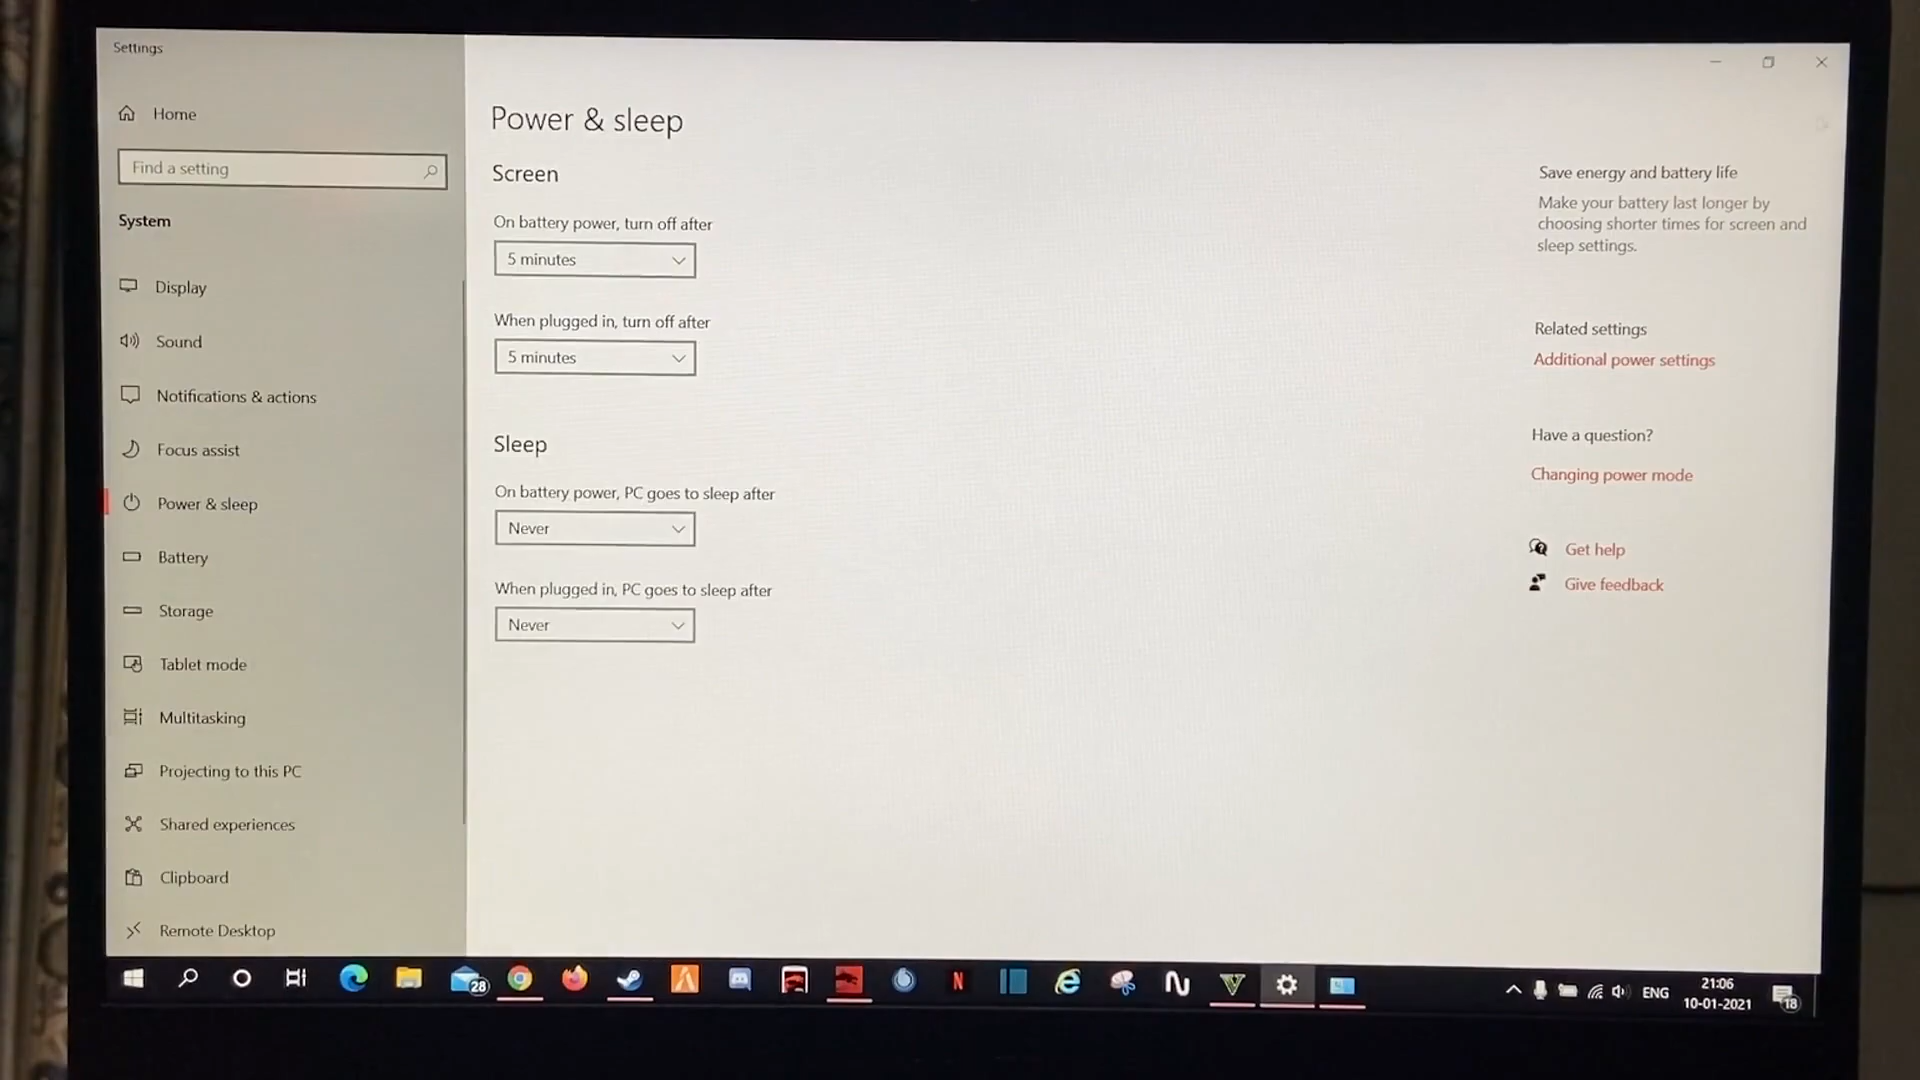 Settings
Home
Find a setting
System
Display
Sound
Notifications & actions
Focus assist
Power & sleep
Battery
Storage
Tablet mode
Multitasking
Projecting to this PC
Shared experiences
Clipboard
Remote Desktop
Power & sleep
Screen
On battery power, turn off after
5 minutes
When plugged in, turn off after
5 minutes
Sleep
On battery power, PC goes to sleep after
Never
When plugged in, PC goes to sleep after
Never
Save energy and battery life
Make your battery last longer by
choosing shorter times for screen and
sleep settings.
Related settings
Additional power settings
Have a question?
Changing power mode
Get help
Give feedback
28
N
V
ENG
21:06
10-01-2021
18